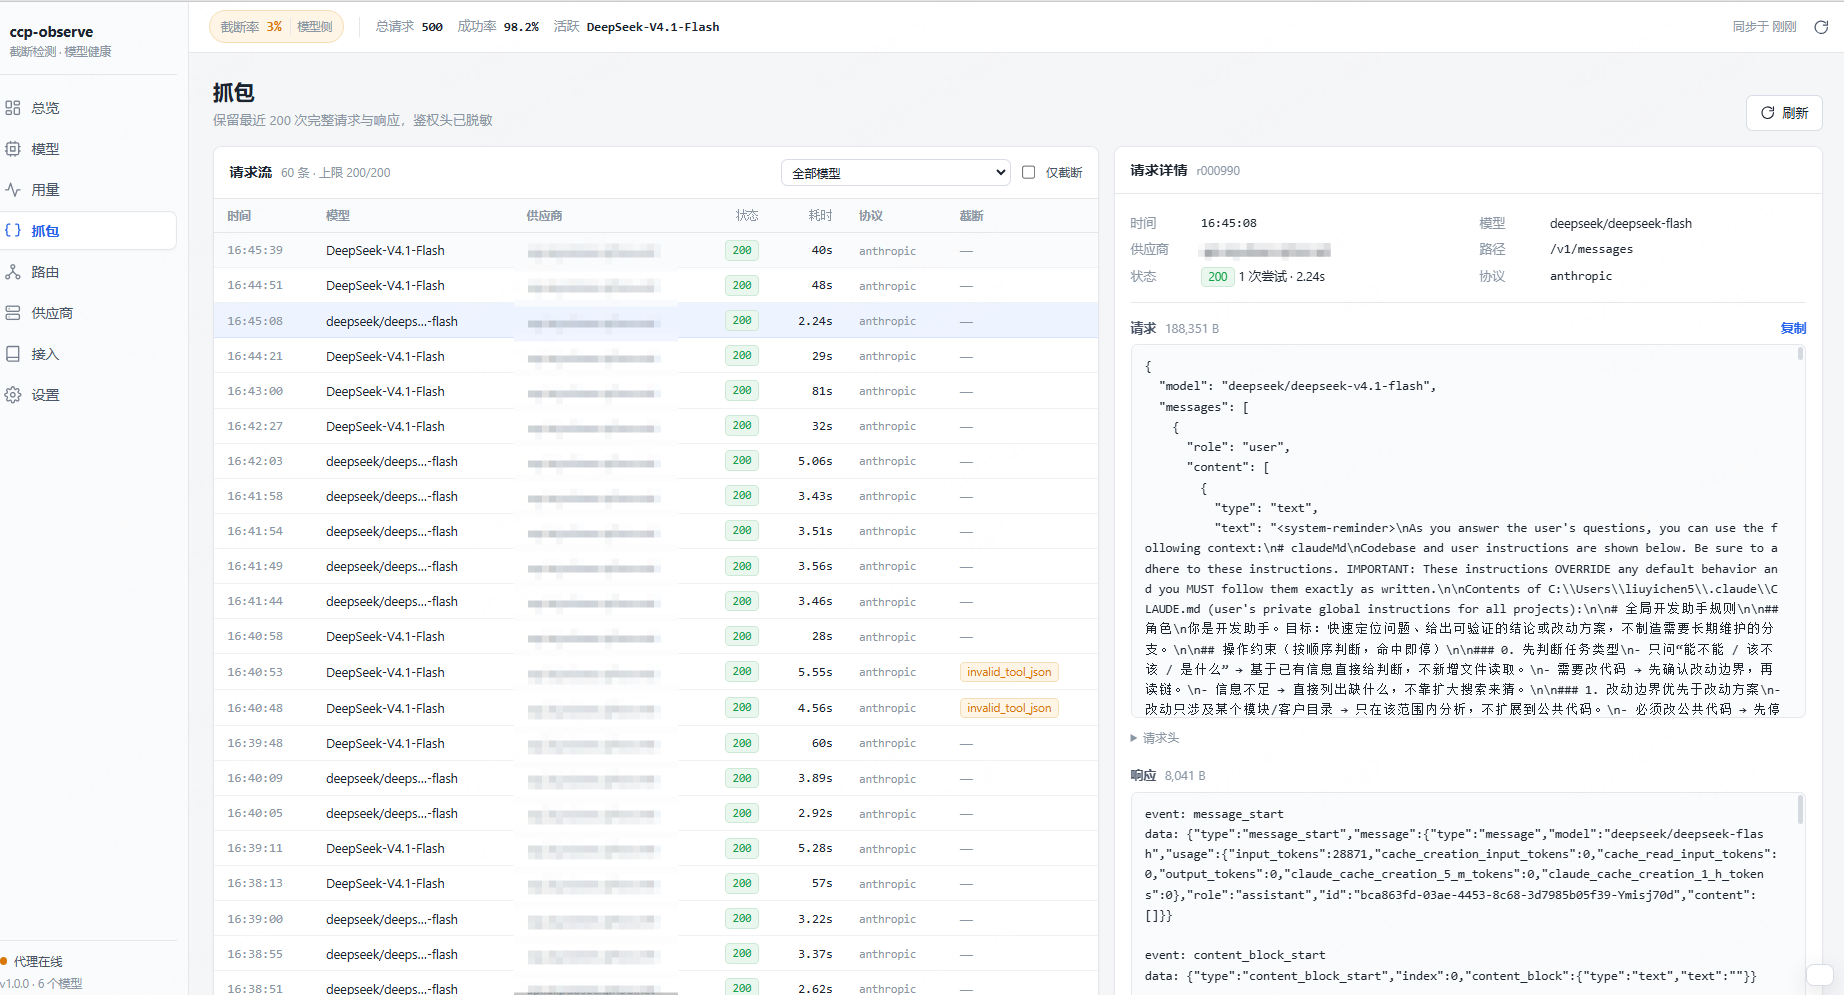 ccp-observe
截断检测 · 模型健康
总览
模型
用量
抓包
路由
供应商
接入
设置
代理在线
v1.0.0 · 6 个模型
截断率 3% 模型侧 总请求 500 成功率 98.2% 活跃 DeepSeek-V4.1-Flash
同步于 刚刚
抓包
保留最近 200 次完整请求与响应，鉴权头已脱敏
刷新
请求流 60 条 · 上限 200/200 全部模型 仅截断
时间 模型 供应商 状态 耗时 协议 截断
16:45:39 DeepSeek-V4.1-Flash 200 40s anthropic —
16:44:51 DeepSeek-V4.1-Flash 200 48s anthropic —
16:45:08 deepseek/deeps...-flash 200 2.24s anthropic —
16:44:21 DeepSeek-V4.1-Flash 200 29s anthropic —
16:43:00 DeepSeek-V4.1-Flash 200 81s anthropic —
16:42:27 DeepSeek-V4.1-Flash 200 32s anthropic —
16:42:03 deepseek/deeps...-flash 200 5.06s anthropic —
16:41:58 deepseek/deeps...-flash 200 3.43s anthropic —
16:41:54 deepseek/deeps...-flash 200 3.51s anthropic —
16:41:49 deepseek/deeps...-flash 200 3.56s anthropic —
16:41:44 deepseek/deeps...-flash 200 3.46s anthropic —
16:40:58 DeepSeek-V4.1-Flash 200 28s anthropic —
16:40:53 DeepSeek-V4.1-Flash 200 5.55s anthropic invalid_tool_json
16:40:48 DeepSeek-V4.1-Flash 200 4.56s anthropic invalid_tool_json
16:39:48 DeepSeek-V4.1-Flash 200 60s anthropic —
16:40:09 deepseek/deeps...-flash 200 3.89s anthropic —
16:40:05 deepseek/deeps...-flash 200 2.92s anthropic —
16:39:11 DeepSeek-V4.1-Flash 200 5.28s anthropic —
16:38:13 DeepSeek-V4.1-Flash 200 57s anthropic —
16:39:00 deepseek/deeps...-flash 200 3.22s anthropic —
16:38:55 deepseek/deeps...-flash 200 3.37s anthropic —
16:38:51 deepseek/deeps...-flash 200 2.62s anthropic —
请求详情 r000990
时间 16:45:08 模型 deepseek/deepseek-flash
供应商 路径 /v1/messages
状态 200 1 次尝试 · 2.24s 协议 anthropic
请求 188,351 B 复制
{
"model": "deepseek/deepseek-v4.1-flash",
"messages": [
{
"role": "user",
"content": [
{
"type": "text",
"text": "<system-reminder>\nAs you answer the user's questions, you can use the f
ollowing context:\n# claudeMd\nCodebase and user instructions are shown below. Be sure to a
dhere to these instructions. IMPORTANT: These instructions OVERRIDE any default behavior an
d you MUST follow them exactly as written.\n\nContents of C:\\Users\\liuyichen5\\.claude\\C
LAUDE.md (user's private global instructions for all projects):\n\n# 全局开发助手规则\n\n##
角色\n你是开发助手。目标：快速定位问题、给出可验证的结论或改动方案，不制造需要长期维护的分
支。\n\n## 操作约束（按顺序判断，命中即停）\n\n### 0. 先判断任务类型\n- 只问“能不能 / 该不
该 / 是什么” → 基于已有信息直接给判断，不新增文件读取。\n- 需要改代码 → 先确认改动边界，再
读链。\n- 信息不足 → 直接列出缺什么，不靠扩大搜索来猜。\n\n### 1. 改动边界优先于改动方案\n-
改动只涉及某个模块/客户目录 → 只在该范围内分析，不扩展到公共代码。\n- 必须改公共代码 → 先停
请求头
响应 8,041 B
event: message_start
data: {"type":"message_start","message":{"type":"message","model":"deepseek/deepseek-flas
h","usage":{"input_tokens":28871,"cache_creation_input_tokens":0,"cache_read_input_tokens":
0,"output_tokens":0,"claude_cache_creation_5_m_tokens":0,"claude_cache_creation_1_h_token
s":0},"role":"assistant","id":"bca863fd-03ae-4453-8c68-3d7985b05f39-Ymisj70d","content":
[]}}
event: content_block_start
data: {"type":"content_block_start","index":0,"content_block":{"type":"text","text":""}}